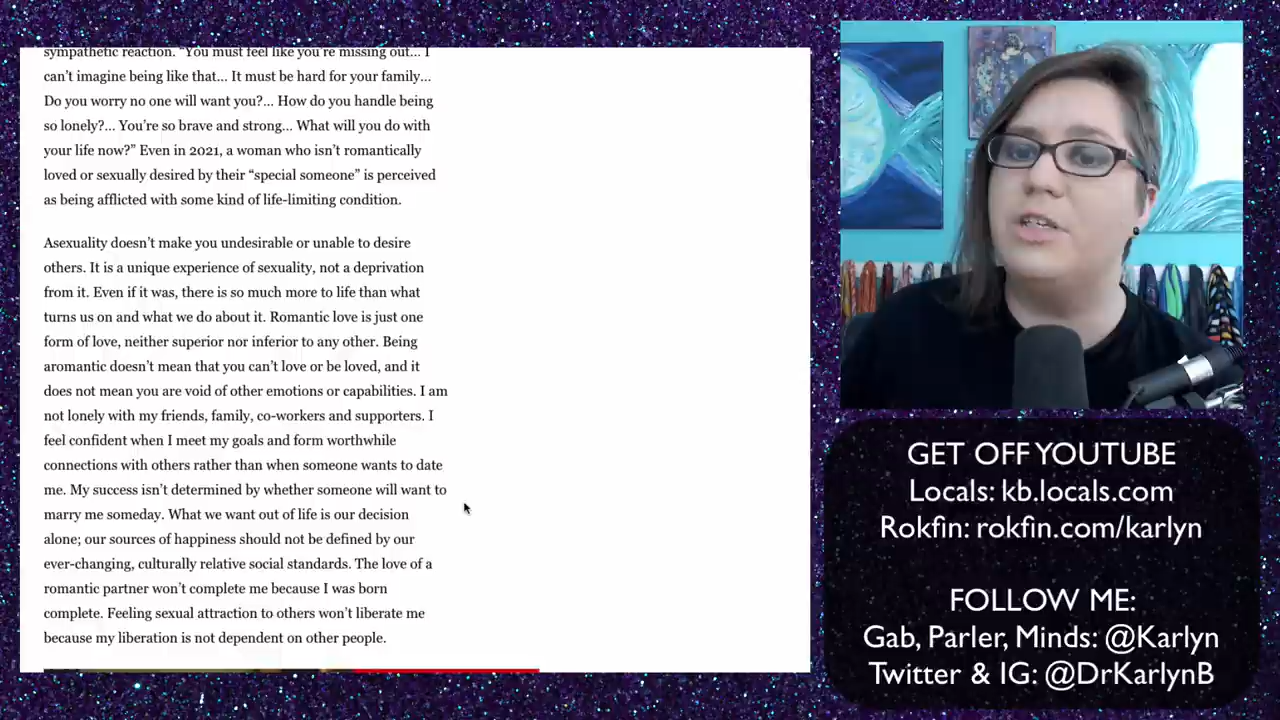 sympathetic reaction. “You must feel like you’re missing out… I
can’t imagine being like that… It must be hard for your family…
Do you worry no one will want you?… How do you handle being
so lonely?… You’re so brave and strong… What will you do with
your life now?” Even in 2021, a woman who isn’t romantically
loved or sexually desired by their “special someone” is perceived
as being afflicted with some kind of life-limiting condition.
Asexuality doesn’t make you undesirable or unable to desire
others. It is a unique experience of sexuality, not a deprivation
from it. Even if it was, there is so much more to life than what
turns us on and what we do about it. Romantic love is just one
form of love, neither superior nor inferior to any other. Being
aromantic doesn’t mean that you can’t love or be loved, and it
does not mean you are void of other emotions or capabilities. I am
not lonely with my friends, family, co-workers and supporters. I
feel confident when I meet my goals and form worthwhile
connections with others rather than when someone wants to date
me. My success isn’t determined by whether someone will want to
marry me someday. What we want out of life is our decision
alone; our sources of happiness should not be defined by our
ever-changing, culturally relative social standards. The love of a
romantic partner won’t complete me because I was born
complete. Feeling sexual attraction to others won’t liberate me
because my liberation is not dependent on other people.
GET OFF YOUTUBE
Locals: kb.locals.com
Rokfin: rokfin.com/karlyn
FOLLOW ME:
Gab, Parler, Minds: @Karlyn
Twitter & IG: @DrKarlynB